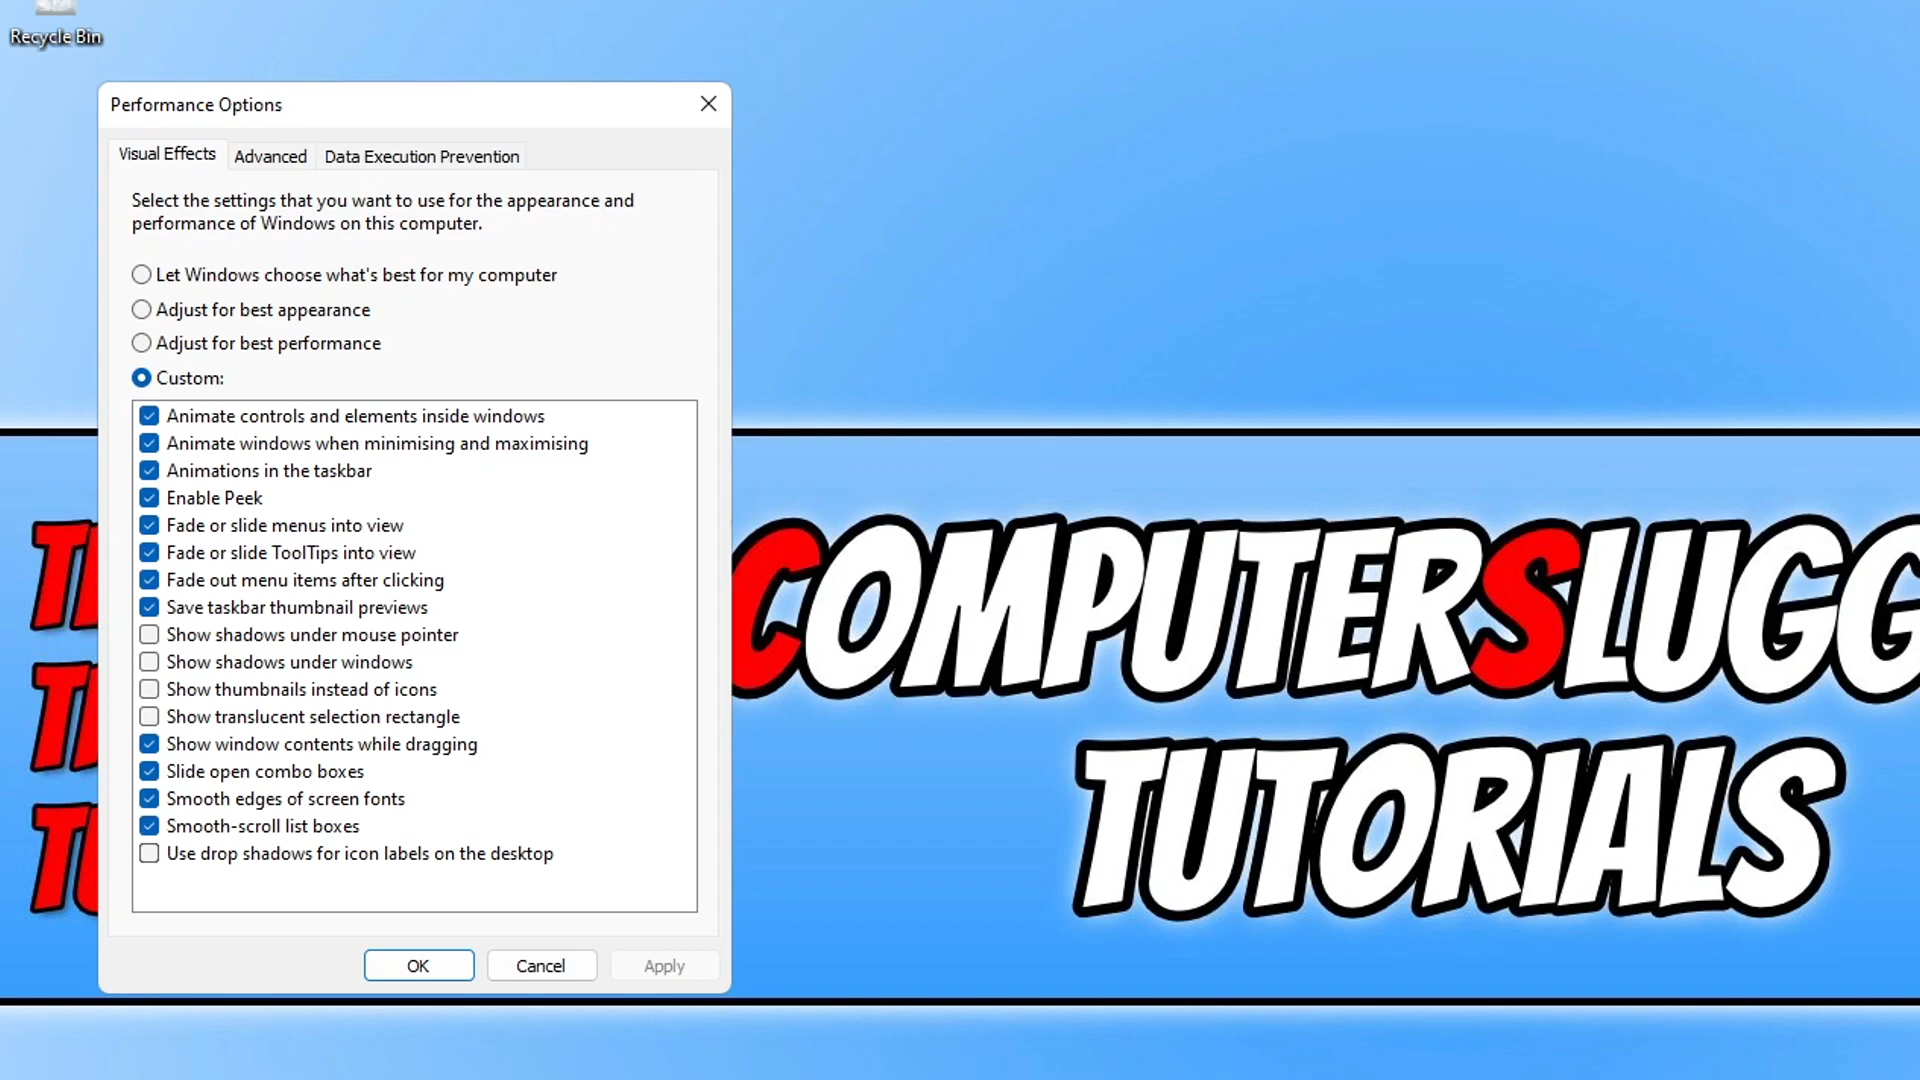 Recycle Bin
Performance Options
Visual Effects
Advanced
Data Execution Prevention
Select the settings that you want to use for the appearance and
performance of Windows on this computer.
Let Windows choose what's best for my computer
Adjust for best appearance
Adjust for best performance
Custom:
Animate controls and elements inside windows
Animate windows when minimising and maximising
Animations in the taskbar
Enable Peek
Fade or slide menus into view
Fade or slide ToolTips into view
Fade out menu items after clicking
Save taskbar thumbnail previews
Show shadows under mouse pointer
Show shadows under windows
Show thumbnails instead of icons
Show translucent selection rectangle
Show window contents while dragging
Slide open combo boxes
Smooth edges of screen fonts
Smooth-scroll list boxes
Use drop shadows for icon labels on the desktop
OK
Cancel
Apply
COMPUTERSLUGG
TUTORIALS